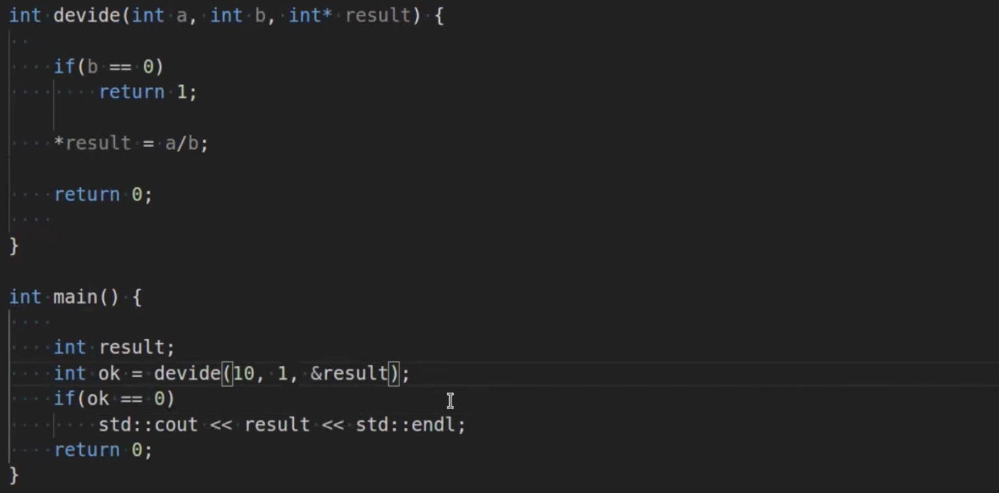 int devide(int a, int b, int* result) {
if(b == 0)
return 1;
*result = a/b;
return 0;
}
int main() {
int result;
int ok = devide(10, 1, &result);
if(ok == 0)
std::cout << result << std::endl;
return 0;
}